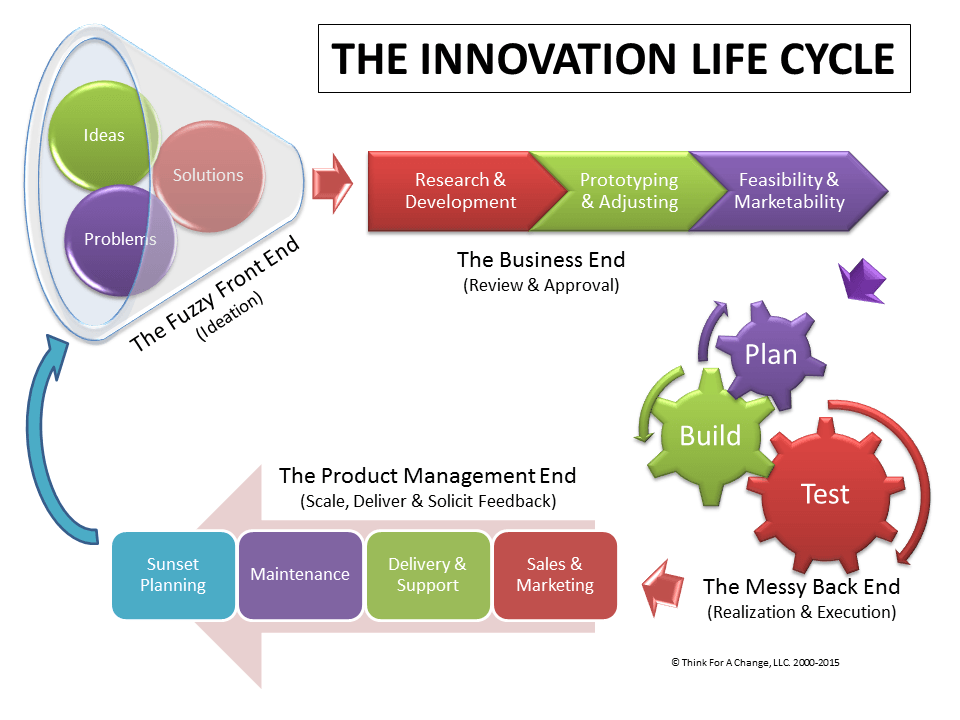 THE INNOVATION LIFE CYCLE
Ideas
Solutions
Problems
The Fuzzy Front End
(Ideation)
Research &
Development
Prototyping
& Adjusting
Feasibility &
Marketability
The Business End
(Review & Approval)
Plan
Build
Test
The Messy Back End
(Realization & Execution)
The Product Management End
(Scale, Deliver & Solicit Feedback)
Sales &
Marketing
Delivery &
Support
Maintenance
Sunset
Planning
© Think For A Change, LLC. 2000-2015